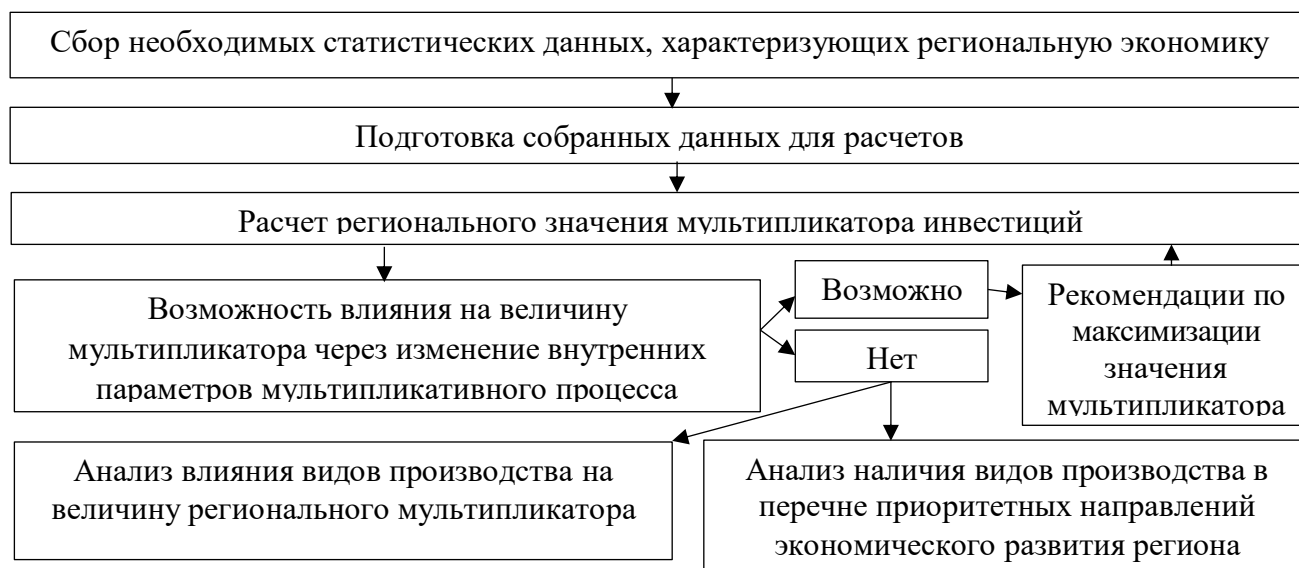 Сбор необходимых статистических данных, характеризующих региональную экономику
Подготовка собранных данных для расчетов
Расчет регионального значения мультипликатора инвестиций
Возможность влияния на величину
мультипликатора через изменение внутренних
параметров мультипликативного процесса
Возможно
Нет
Рекомендации по
максимизации
значения
мультипликатора
Анализ влияния видов производства на
величину регионального мультипликатора
Анализ наличия видов производства в
перечне приоритетных направлений
экономического развития региона